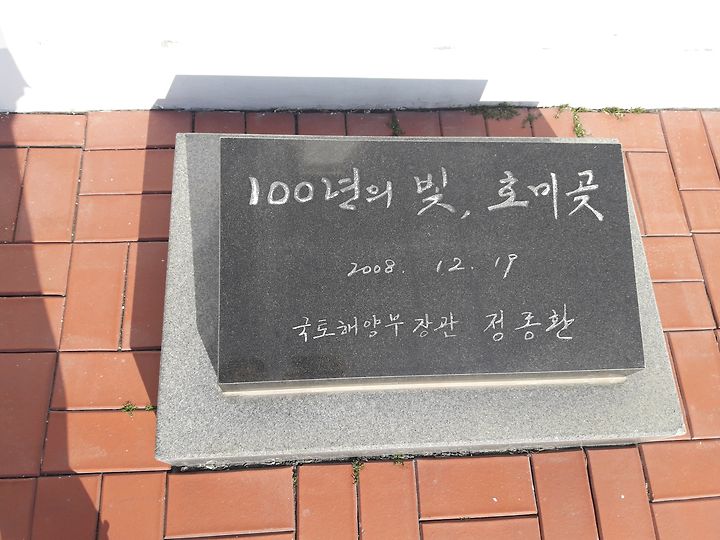 100년의 빛, 호미곶
2008. 12. 19
국토해양부장관 정종환